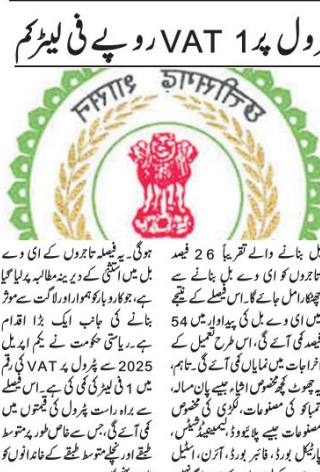 رول پر VAT 1 روپے فی لیٹر کم
छत्तीसगढ़ शासन
بل بنانے والے تقریباً 26 فیصد
تاجروں کو ای وے بل بنانے سے
چھٹکارا مل جائے گا۔ اس فیصلے کے نتیجے
میں ای وے بل کی پیداوار میں 54
فیصد کمی آئے گی، اس طرح تعمیل کے
اخراجات میں نمایاں کمی آئے گی۔ تاہم،
یہ چھوٹ کچھ مخصوص اشیاء جیسے پان مسالہ،
تمباکو کی مصنوعات، لکڑی کی مخصوص
مصنوعات جیسے پلائیووڈ، لیمینیٹڈ شیٹس،
پارٹیکل بورڈ، فائبر بورڈ، آئرن، اسٹیل
ہوگی۔ یہ فیصلہ تاجروں کے ای وے
بل میں استثنیٰ کے دیرینہ مطالبہ پر لیا گیا
ہے، جو کاروبار کو ہموار اور لاگت سے موثر
بنانے کی جانب ایک بڑا اقدام
ہے۔ ریاستی حکومت نے یکم اپریل
2025 سے پٹرول پر VAT کی رقم
میں 1 فی لیٹر کی کمی کی ہے۔ اس فیصلے
سے براہ راست پٹرول کی قیمتوں میں
کمی آئے گی، جس سے خاص طور پر متوسط
طبقے اور نچلے متوسط طبقے کے خاندانوں کو